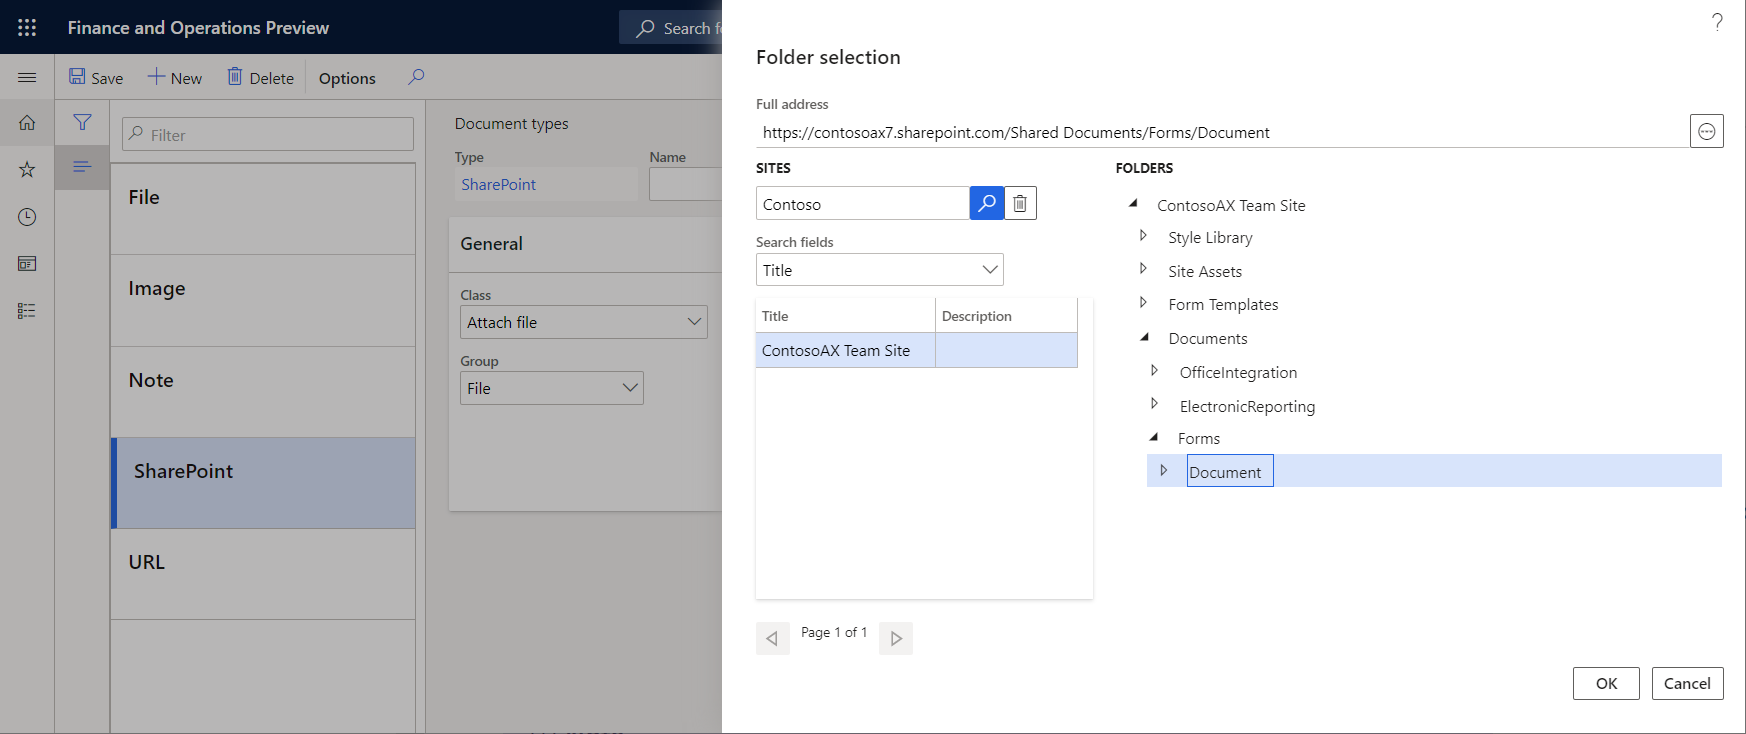 Finance and Operations Preview
Search
?
Save
New
Delete
Options
Filter
File
Image
Note
SharePoint
URL
Document types
Type
Name
SharePoint
General
Class
Attach file
Group
File
Folder selection
Full address
https://contosoax7.sharepoint.com/Shared Documents/Forms/Document
SITES
Contoso
Search fields
Title
Title Description
ContosoAX Team Site
Page 1 of 1
FOLDERS
ContosoAX Team Site
Style Library
Site Assets
Form Templates
Documents
OfficeIntegration
ElectronicReporting
Forms
Document
OK
Cancel